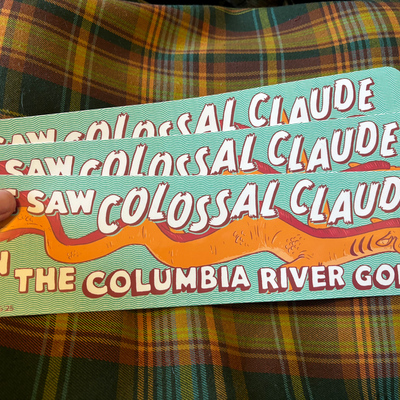 SAW COLOSSAL CLAUDE
SAW COLOSSAL CLAUDE
I SAW COLOSSAL CLAUD
THE COLUMBIA RIVER GO